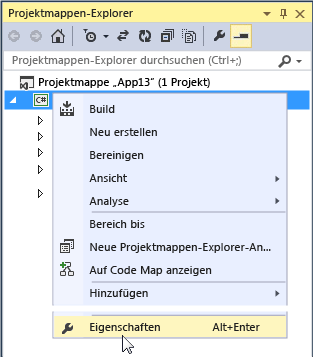 Projektmappen-Explorer
Projektmappen-Explorer durchsuchen (Ctrl+;)
Projektmappe „App13“ (1 Projekt)
C#
Build
Neu erstellen
Bereinigen
Ansicht
Analyse
Bereich bis
Neue Projektmappen-Explorer-An...
Auf Code Map anzeigen
Hinzufügen
Eigenschaften Alt+Enter